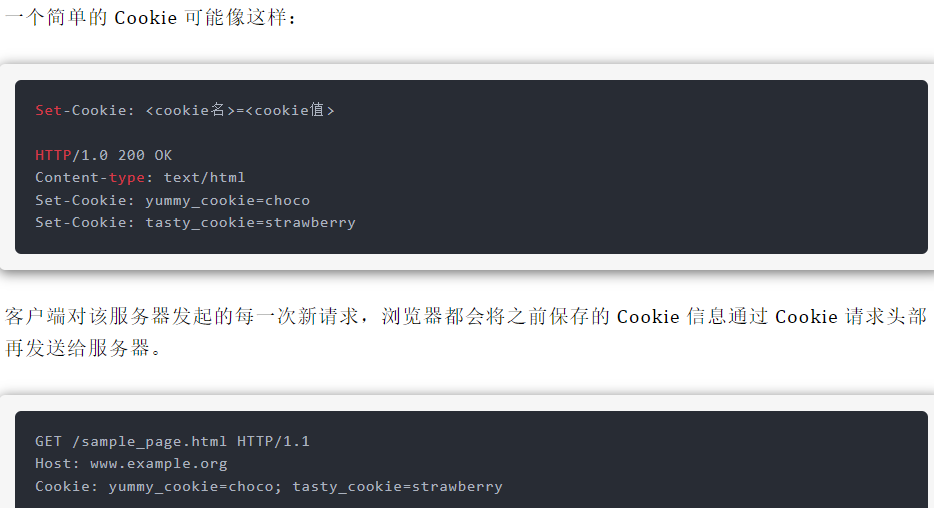 一个简单的 Cookie 可能像这样：
Set-Cookie: <cookie名>=<cookie值>
HTTP/1.0 200 OK
Content-type: text/html
Set-Cookie: yummy_cookie=choco
Set-Cookie: tasty_cookie=strawberry
客户端对该服务器发起的每一次新请求，浏览器都会将之前保存的 Cookie 信息通过 Cookie 请求头部
再发送给服务器。
GET /sample_page.html HTTP/1.1
Host: www.example.org
Cookie: yummy_cookie=choco; tasty_cookie=strawberry